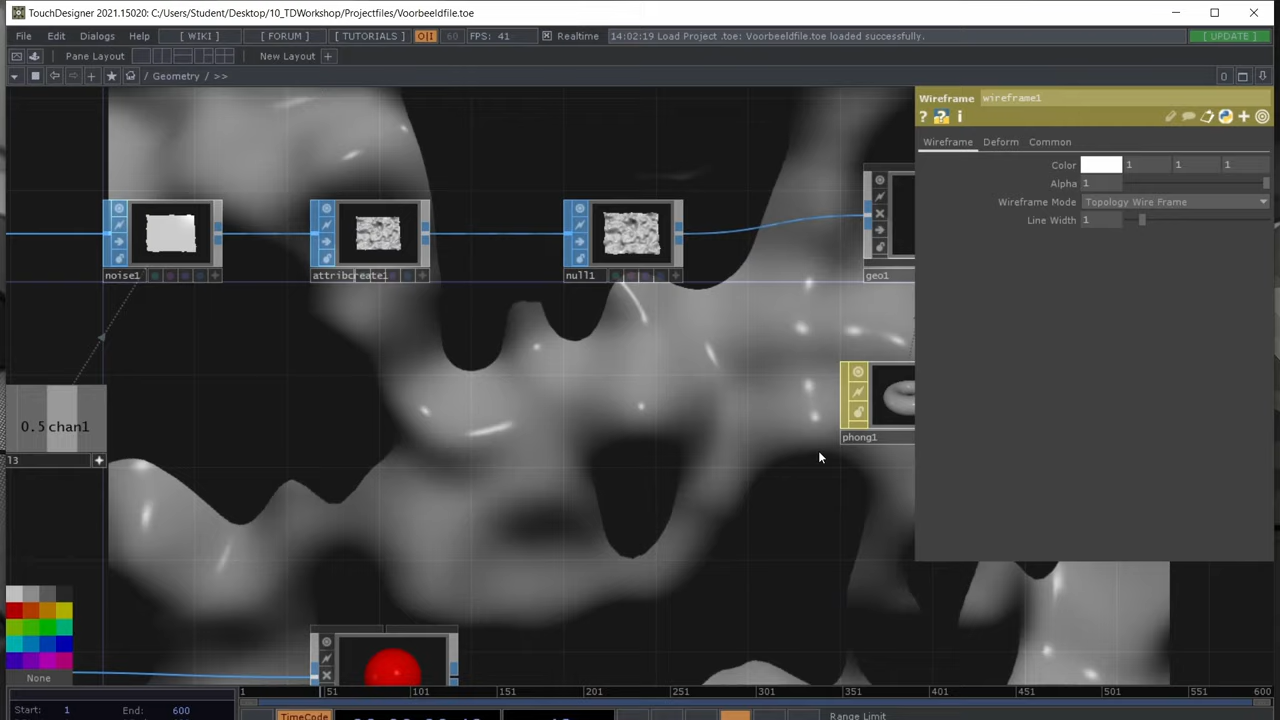 TouchDesigner 2021.15020: C:/Users/Student/Desktop/10_TDWorkshop/Projectfiles/Voorbeeldfile.toe
File Edit Dialogs Help [ WIKI ] [ FORUM ] [ TUTORIALS ] O|I 60 FPS: 41 Realtime 14:02:19 Load Project .toe: Voorbeeldfile.toe loaded successfully. [ UPDATE ]
Pane Layout New Layout +
/ Geometry / >> 0
Wireframe wireframe1
? ? i
Wireframe Deform Common
Color 1 1 1
Alpha 1
Wireframe Mode Topology Wire Frame
Line Width 1
noise1 attribcreate1 null1 geo1
0.5 chan1
l3
phong1
None
1 51 101 151 201 251 301 351 401 451 501 551 600
Start: 1 End: 600
TimeCode
Range Limit